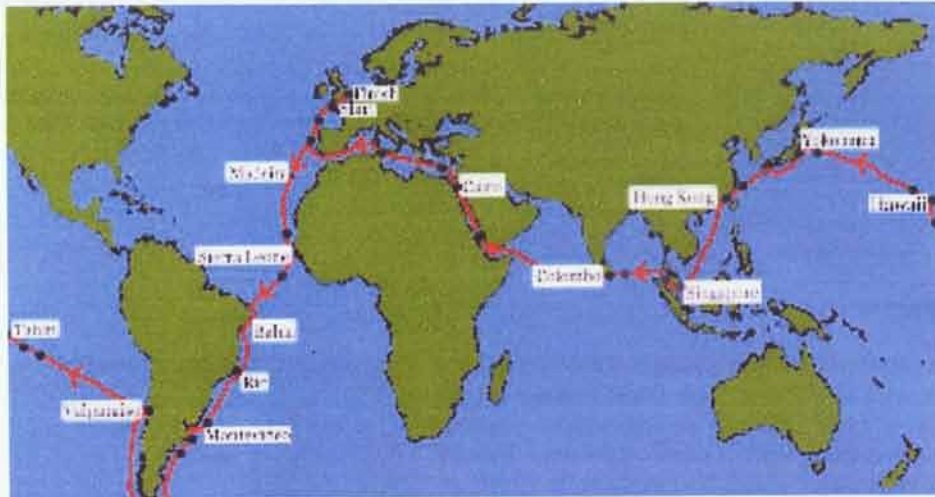 Madeira
Cairo
Yokohama
Hong Kong
Hawaii
Sierra Leone
Colombo
Singapore
Tahiti
Bahia
Rio
Valparaiso
Montevideo